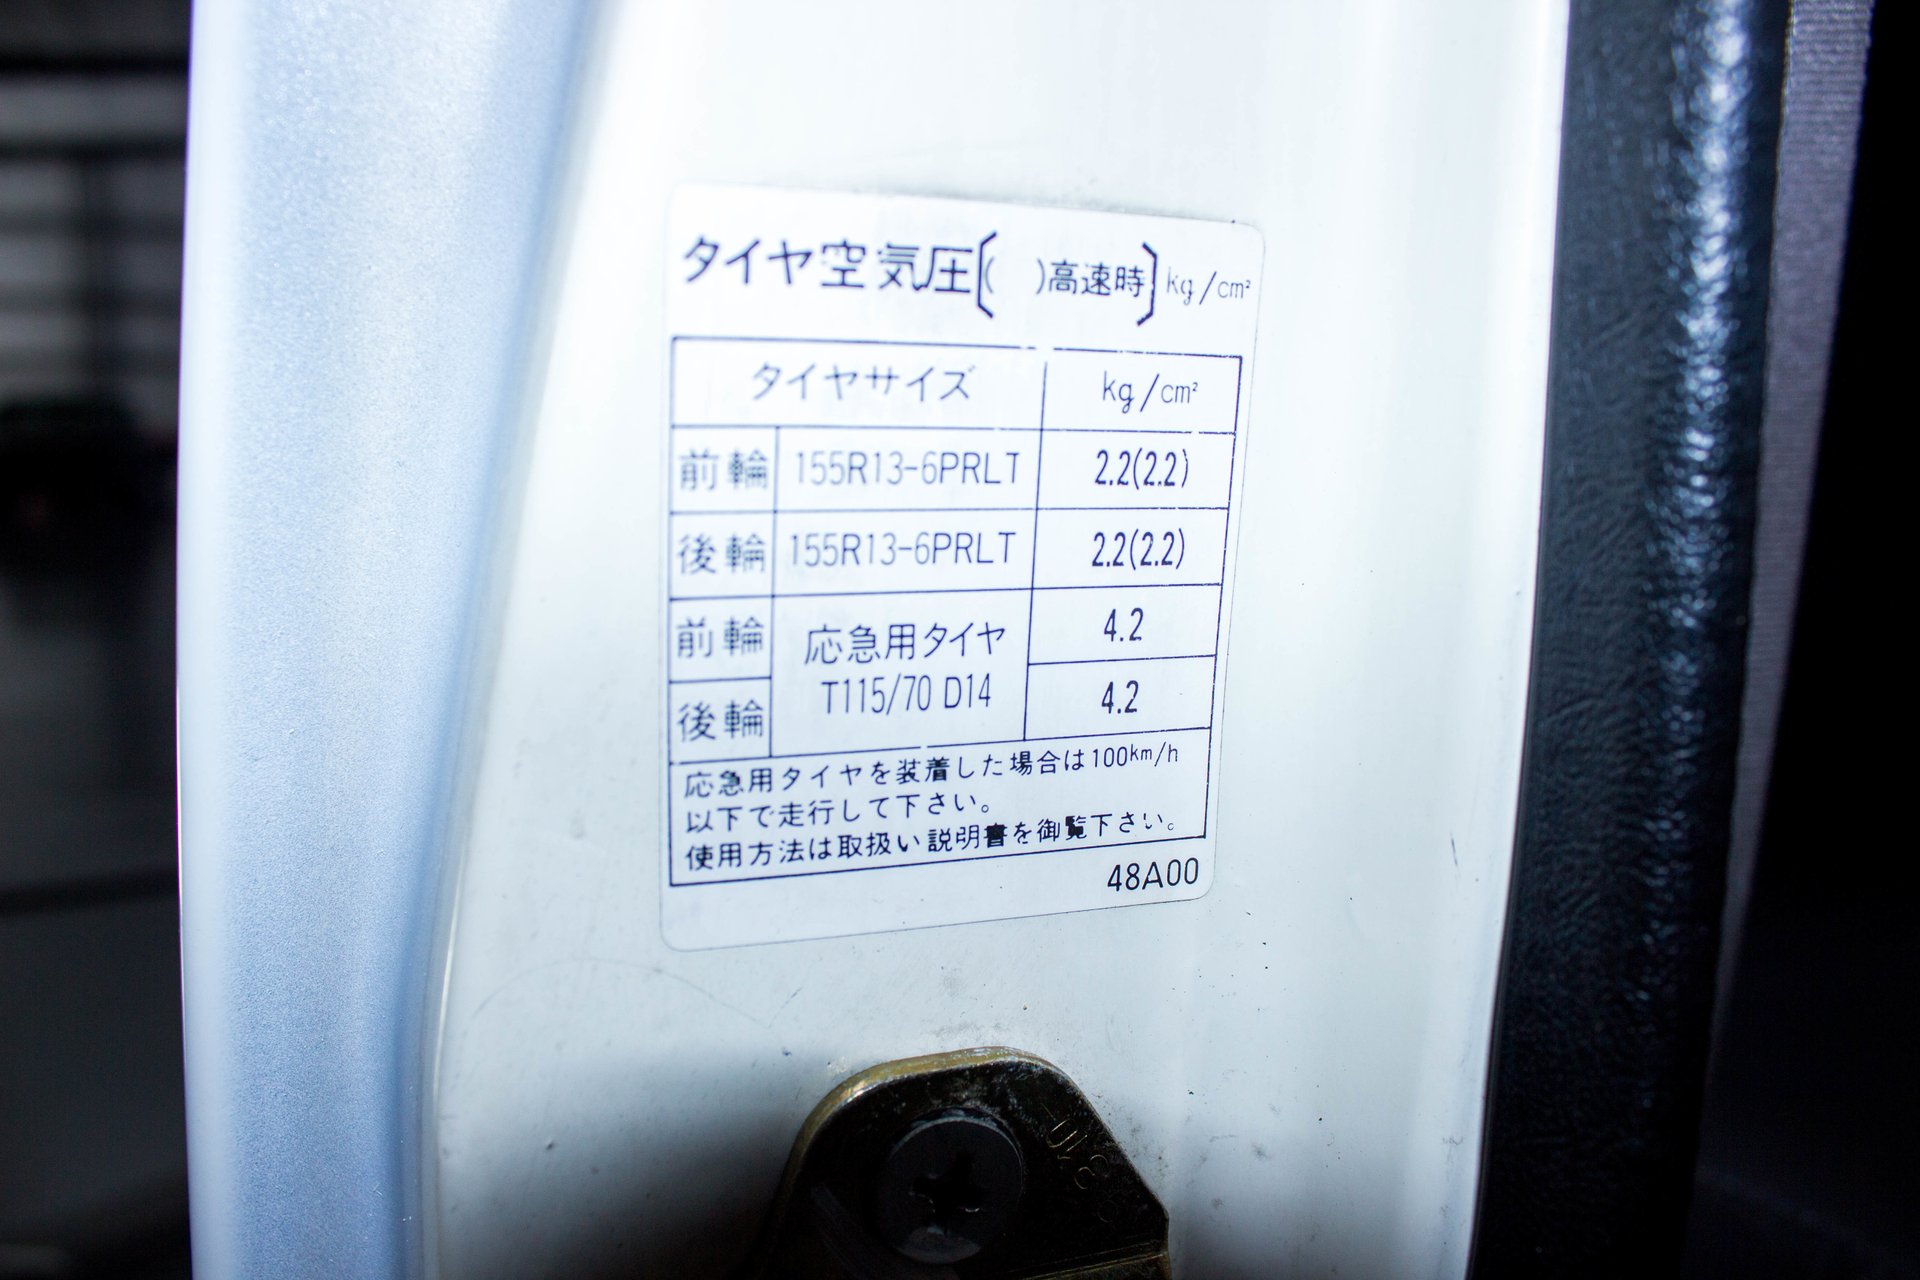 タイヤ空気圧[( )高速時]kg/cm²
タイヤサイズ kg/cm²
前輪 155R13-6PRLT 2.2(2.2)
後輪 155R13-6PRLT 2.2(2.2)
前輪 応急用タイヤ 4.2
後輪 T115/70 D14 4.2
応急用タイヤを装着した場合は100km/h
以下で走行して下さい。
使用方法は取扱い説明書を御覧下さい。
48A00